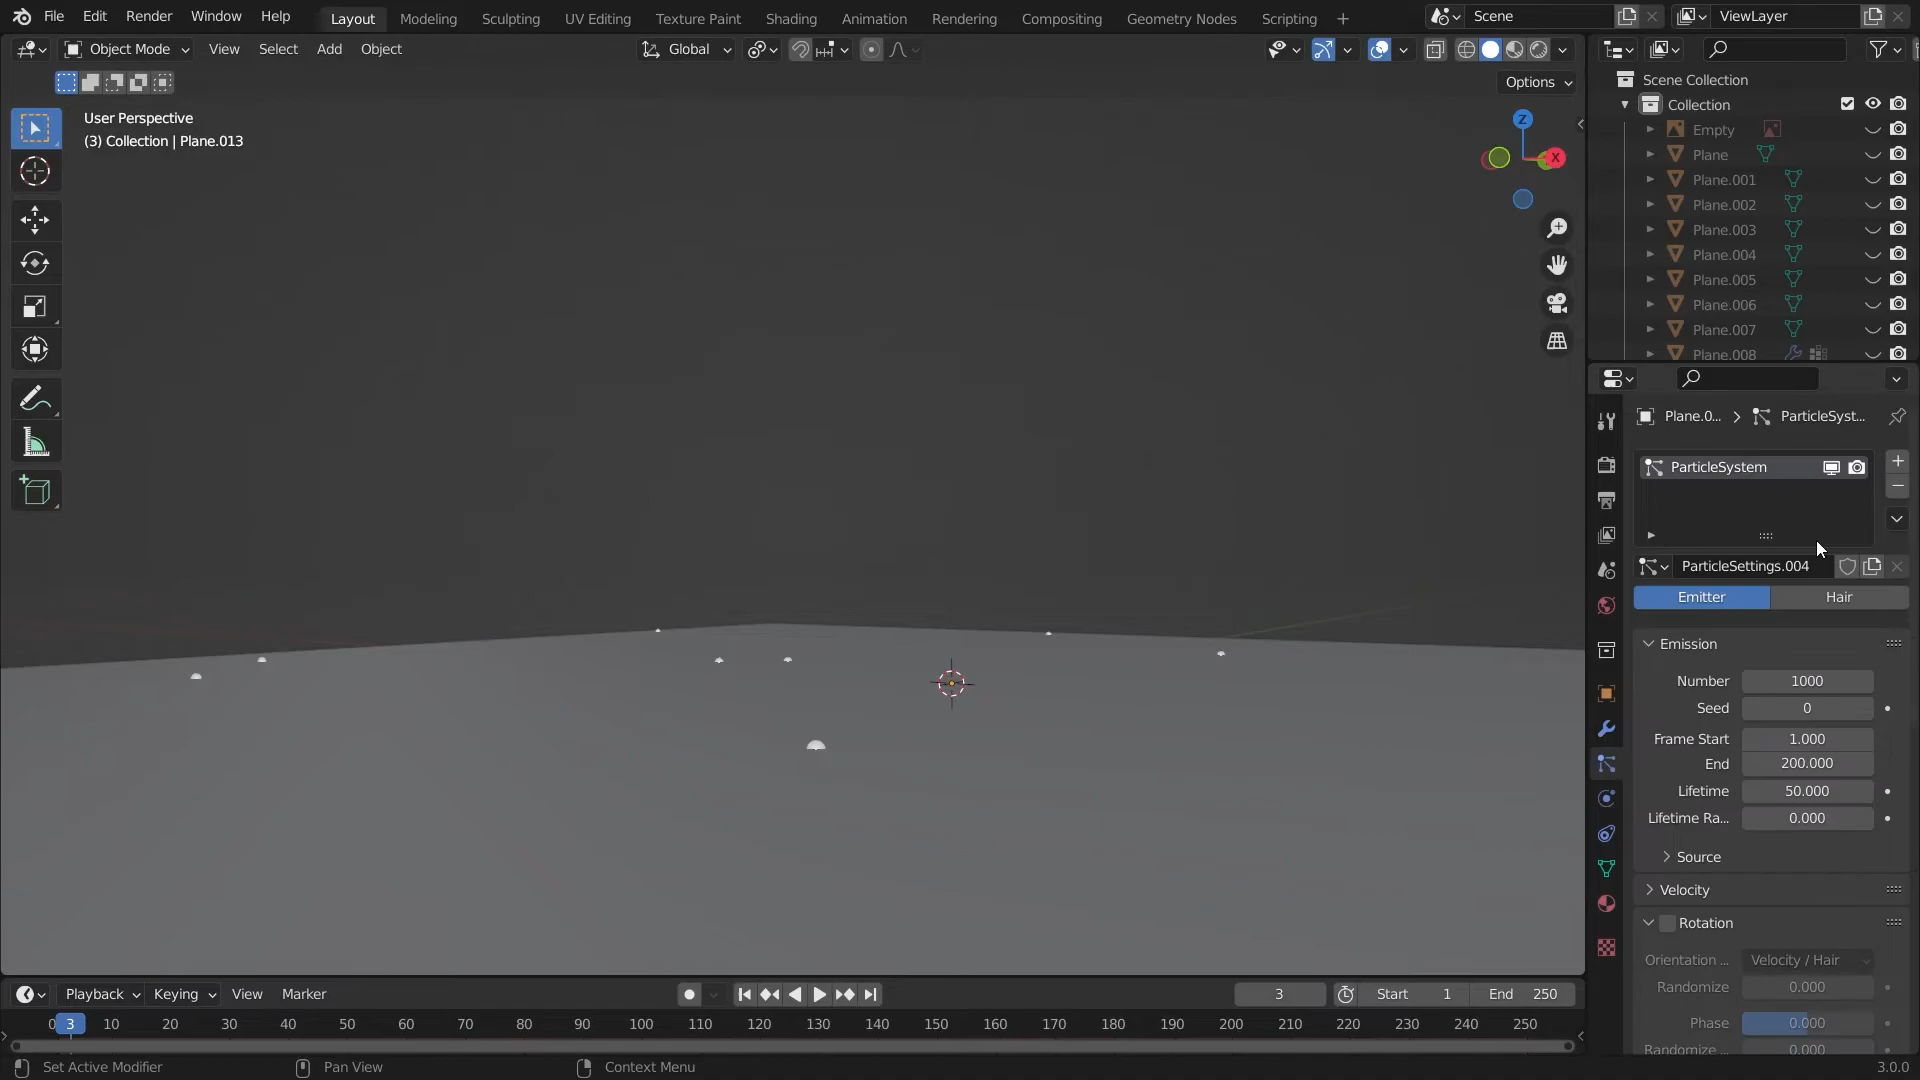 File Edit Render Window Help Layout Modeling Sculpting UV Editing Texture Paint Shading Animation Rendering Compositing Geometry Nodes Scripting + Scene ViewLayer
Object Mode View Select Add Object Global
Options
User Perspective
(3) Collection | Plane.013
Z
X
Scene Collection
Collection
Empty
Plane
Plane.001
Plane.002
Plane.003
Plane.004
Plane.005
Plane.006
Plane.007
Plane.008
Plane.0... ParticleSyst...
ParticleSystem
ParticleSettings.004
Emitter Hair
Emission
Number 1000
Seed 0
Frame Start 1.000
End 200.000
Lifetime 50.000
Lifetime Ra... 0.000
Source
Velocity
Rotation
Orientation ... Velocity / Hair
Randomize 0.000
Phase 0.000
Randomize ... 0.000
Playback Keying View Marker 3 Start 1 End 250
0 3 10 20 30 40 50 60 70 80 90 100 110 120 130 140 150 160 170 180 190 200 210 220 230 240 250
Set Active Modifier Pan View Context Menu 3.0.0